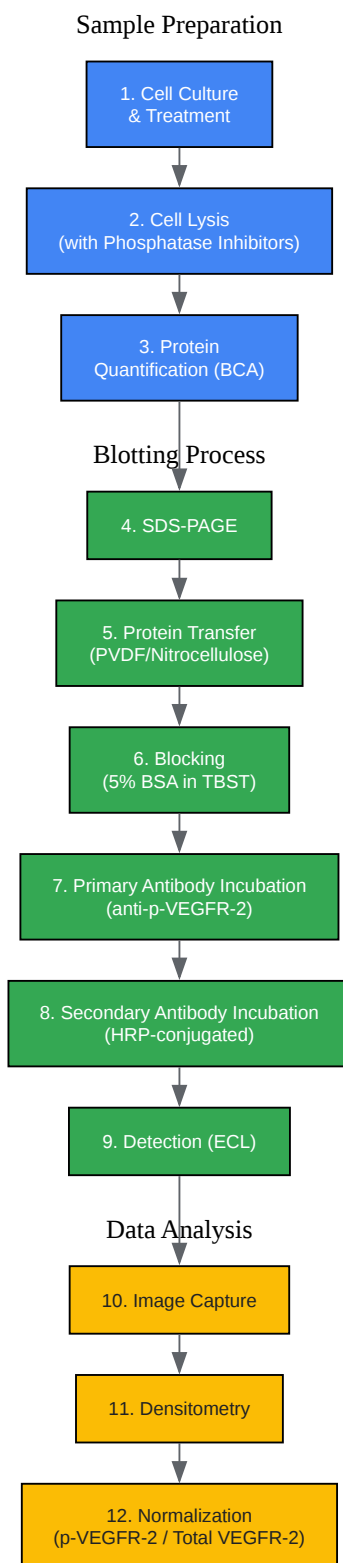 Sample Preparation
1. Cell Culture
& Treatment
2. Cell Lysis
(with Phosphatase Inhibitors)
3. Protein
Quantification (BCA)
Blotting Process
4. SDS-PAGE
5. Protein Transfer
(PVDF/Nitrocellulose)
6. Blocking
(5% BSA in TBST)
7. Primary Antibody Incubation
(anti-p-VEGFR-2)
8. Secondary Antibody Incubation
(HRP-conjugated)
9. Detection (ECL)
Data Analysis
10. Image Capture
11. Densitometry
12. Normalization
(p-VEGFR-2 / Total VEGFR-2)